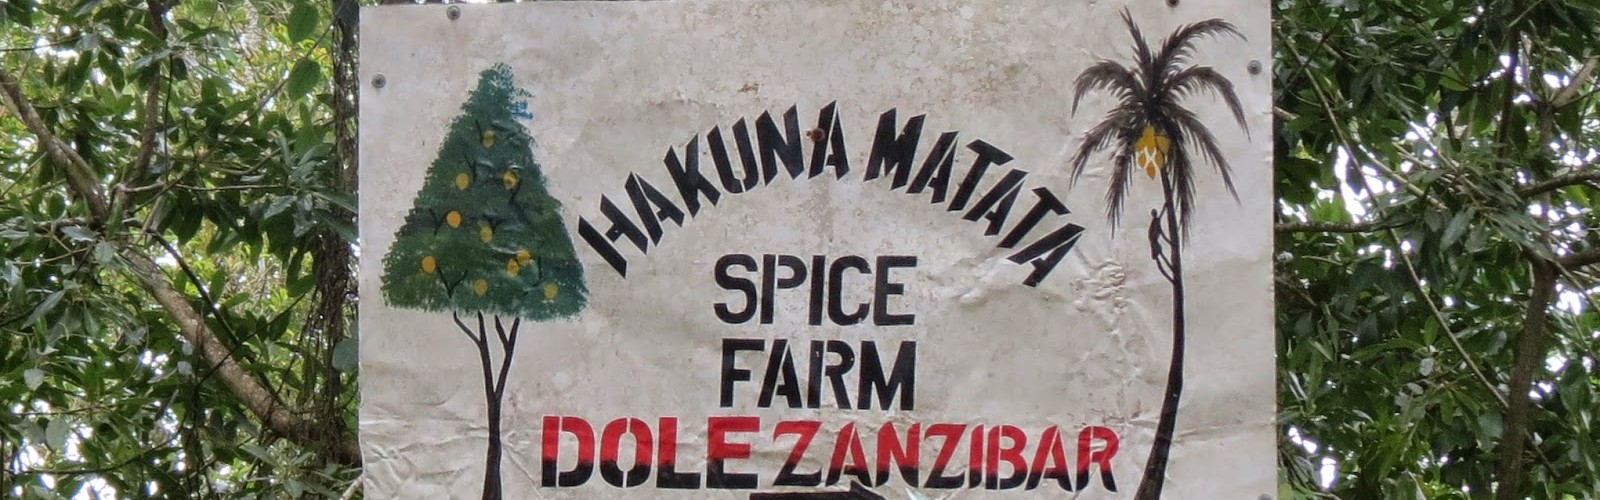 HAKUNA MATATA
SPICE
FARM
DOLE ZANZIBAR